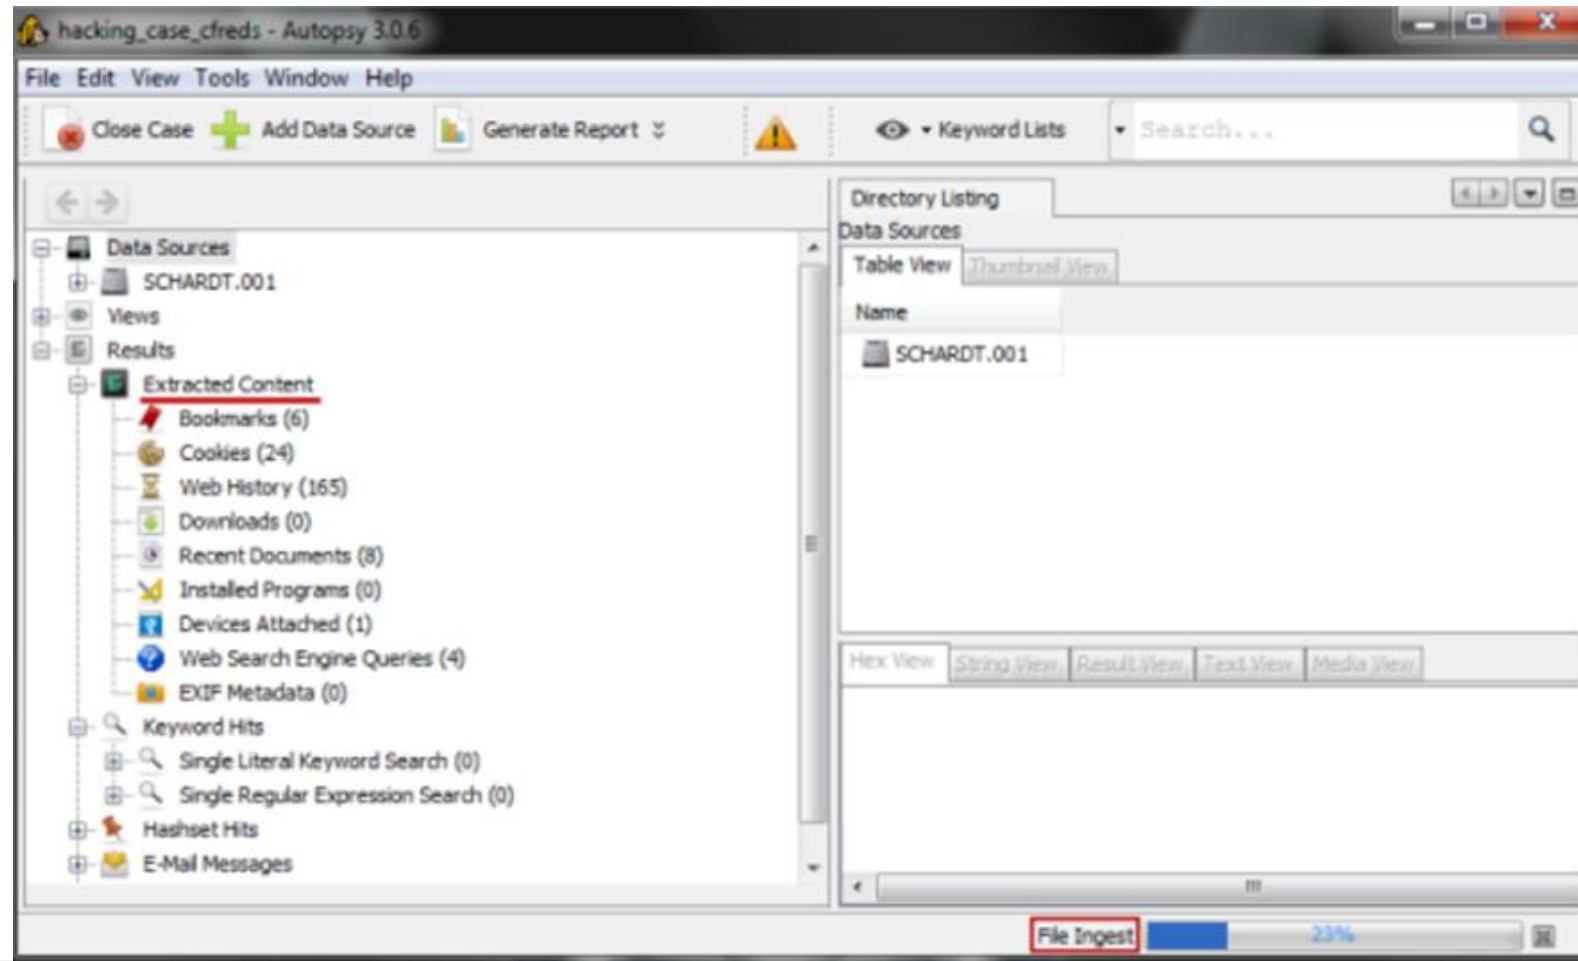 hacking_case_cfreds - Autopsy 3.0.6
File Edit View Tools Window Help
Close Case Add Data Source Generate Report Keyword Lists Search...
Directory Listing
Data Sources
Table View Thumbnail View
Name
SCHARDT.001
Data Sources
SCHARDT.001
Views
Results
Extracted Content
Bookmarks (6)
Cookies (24)
Web History (165)
Downloads (0)
Recent Documents (8)
Installed Programs (0)
Devices Attached (1)
Web Search Engine Queries (4)
EXIF Metadata (0)
Keyword Hits
Single Literal Keyword Search (0)
Single Regular Expression Search (0)
Hashset Hits
E-Mail Messages
Hex View String View Result View Text View Media View
File Ingest 23%